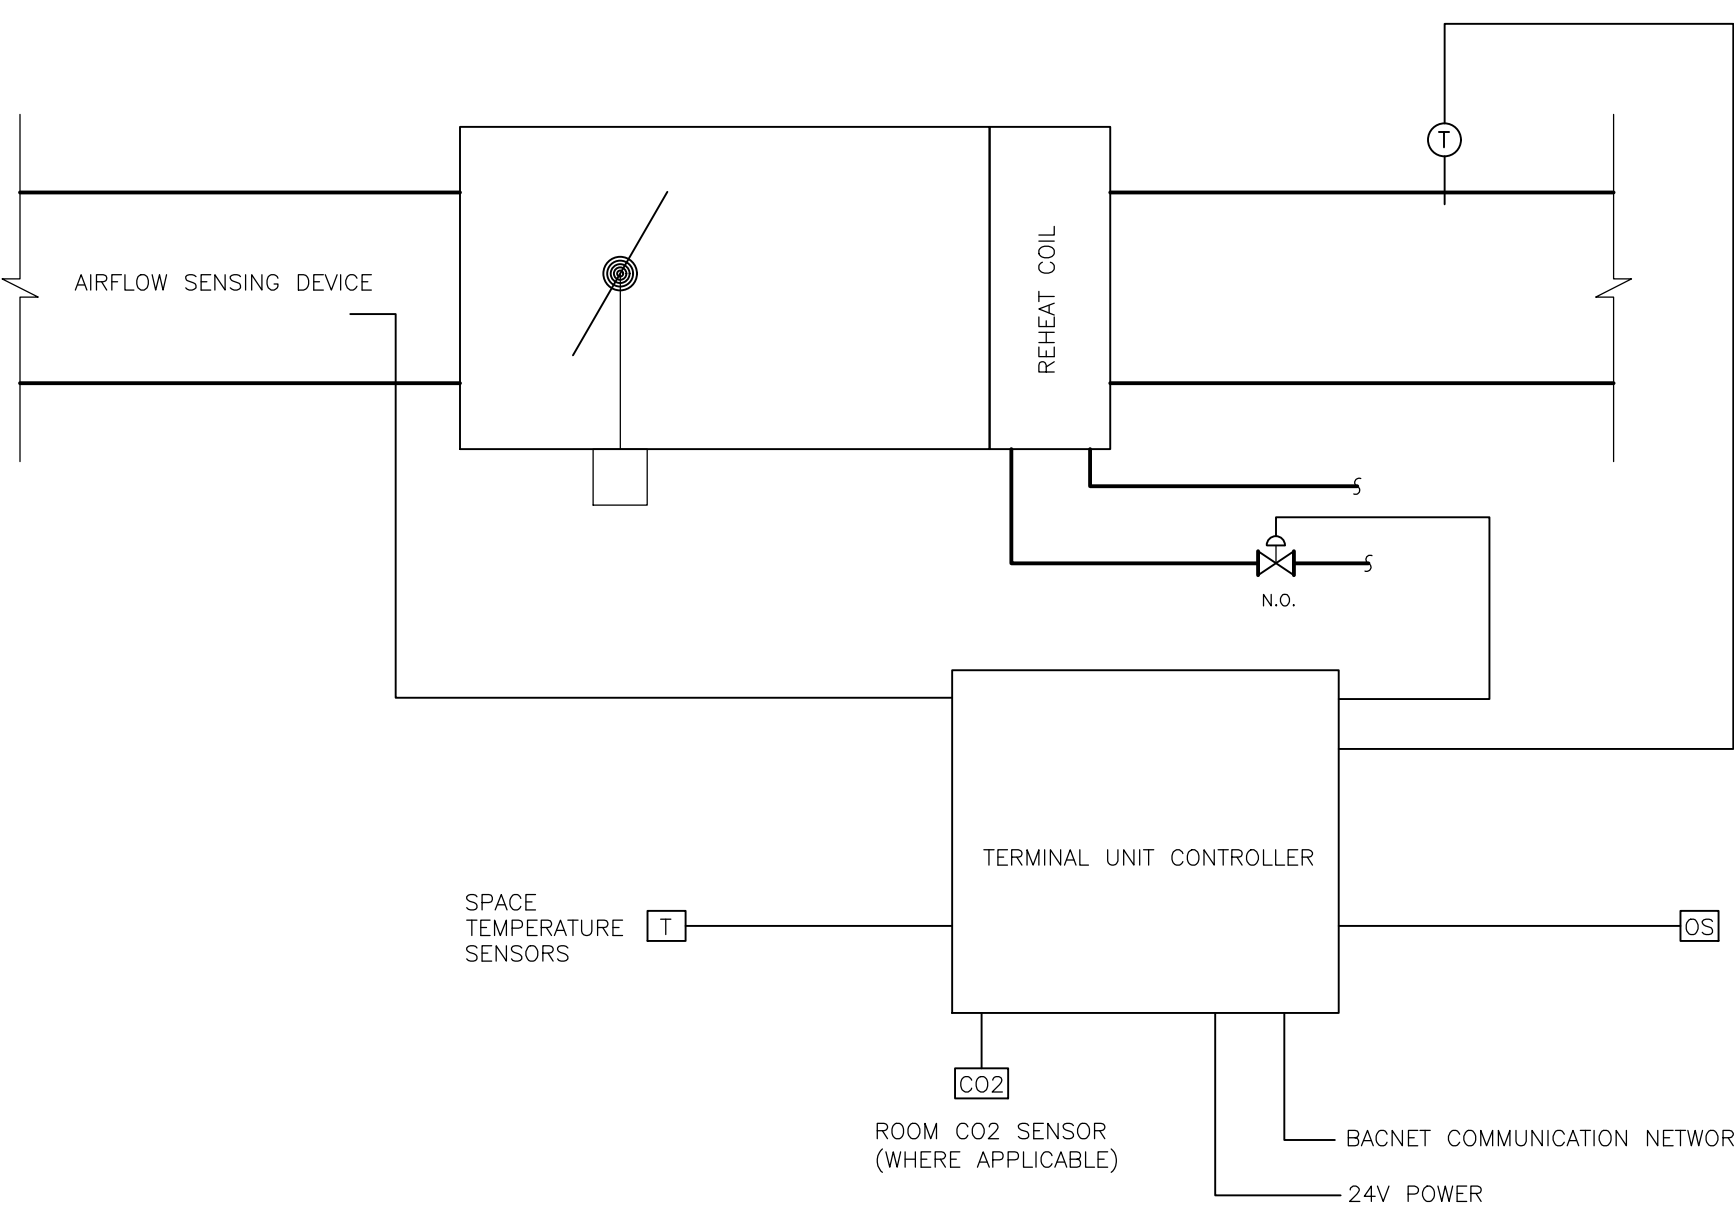 T
AIRFLOW SENSING DEVICE
REHEAT COIL
N.O.
TERMINAL UNIT CONTROLLER
SPACE
TEMPERATURE
SENSORS
T
OS
CO2
ROOM CO2 SENSOR
(WHERE APPLICABLE)
BACNET COMMUNICATION NETWOR
24V POWER